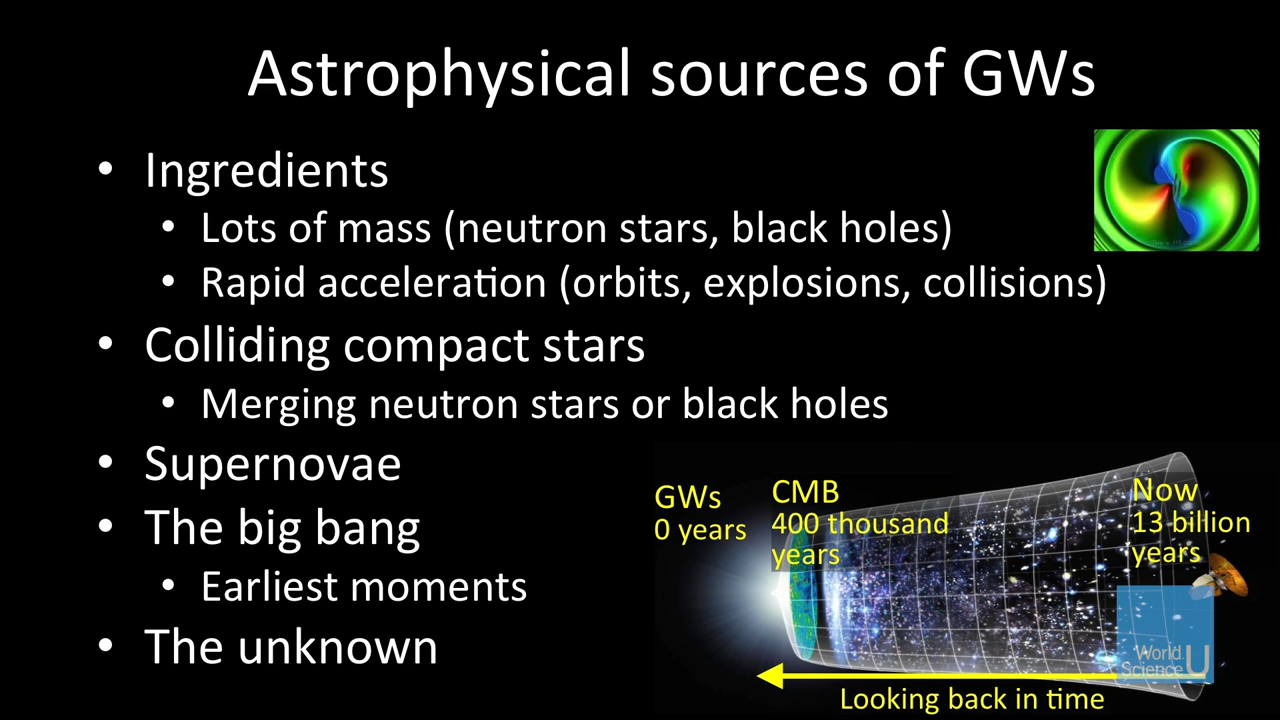 Astrophysical sources of GWs
• Ingredients
• Lots of mass (neutron stars, black holes)
• Rapid acceleration (orbits, explosions, collisions)
• Colliding compact stars
• Merging neutron stars or black holes
• Supernovae
• The big bang
• Earliest moments
• The unknown
GWs
0 years
CMB
400 thousand
years
Now
13 billion
years
World
Science U
Looking back in time